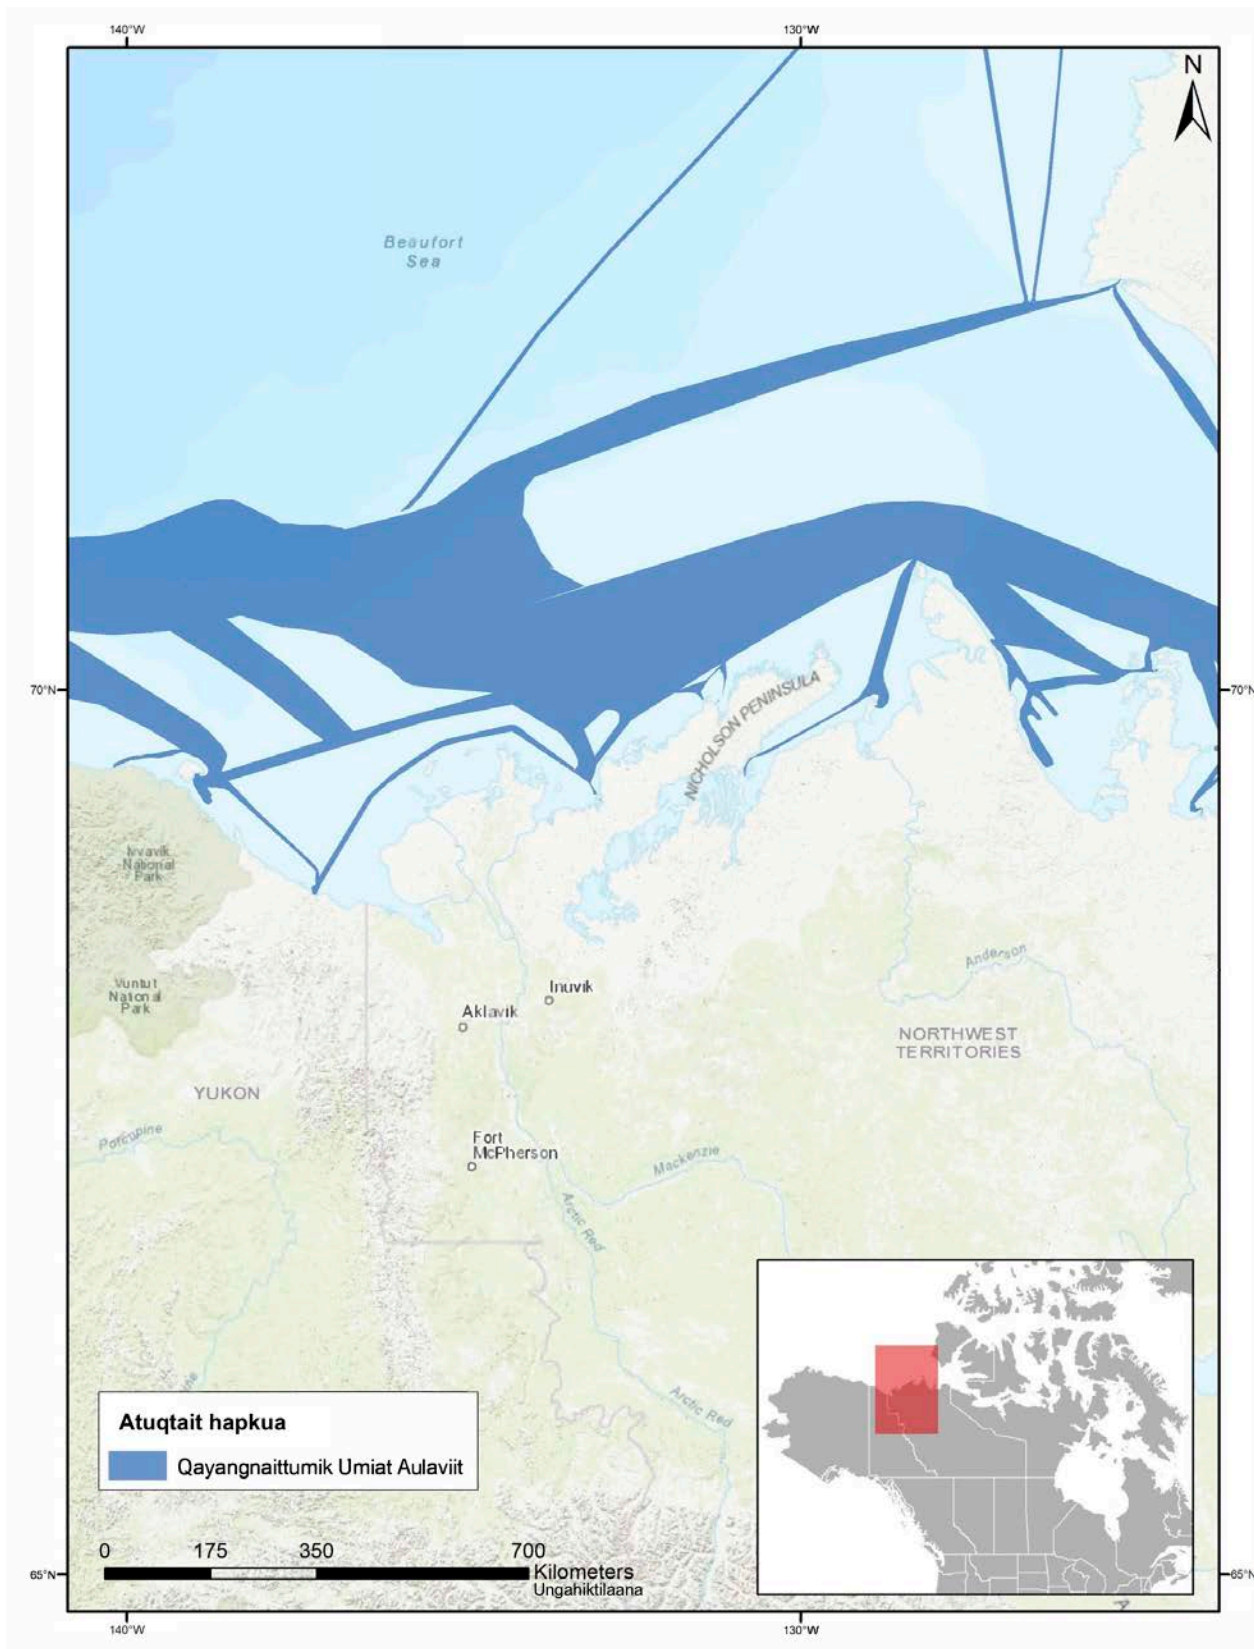 140°W
130°W
N
Beaufort
Sea
70°N
70°N
NICHOLSON PENINSULA
Ivvavik
National
Park
Vuntut
National
Park
Inuvik
Aklavik
Anderson
NORTHWEST
TERRITORIES
YUKON
Porcupine
Fort
McPherson
Mackenzie
Arctic Red
Arctic Red
Atuqtait hapkua
Qayangnaittumik Umiat Aulaviit
0 175 350 700
Kilometers
Ungahiktilaana
65°N
65°N
140°W
130°W